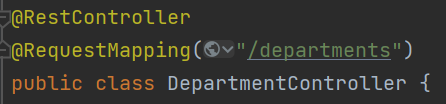 @RestController
@RequestMapping("/departments")
public class DepartmentController {